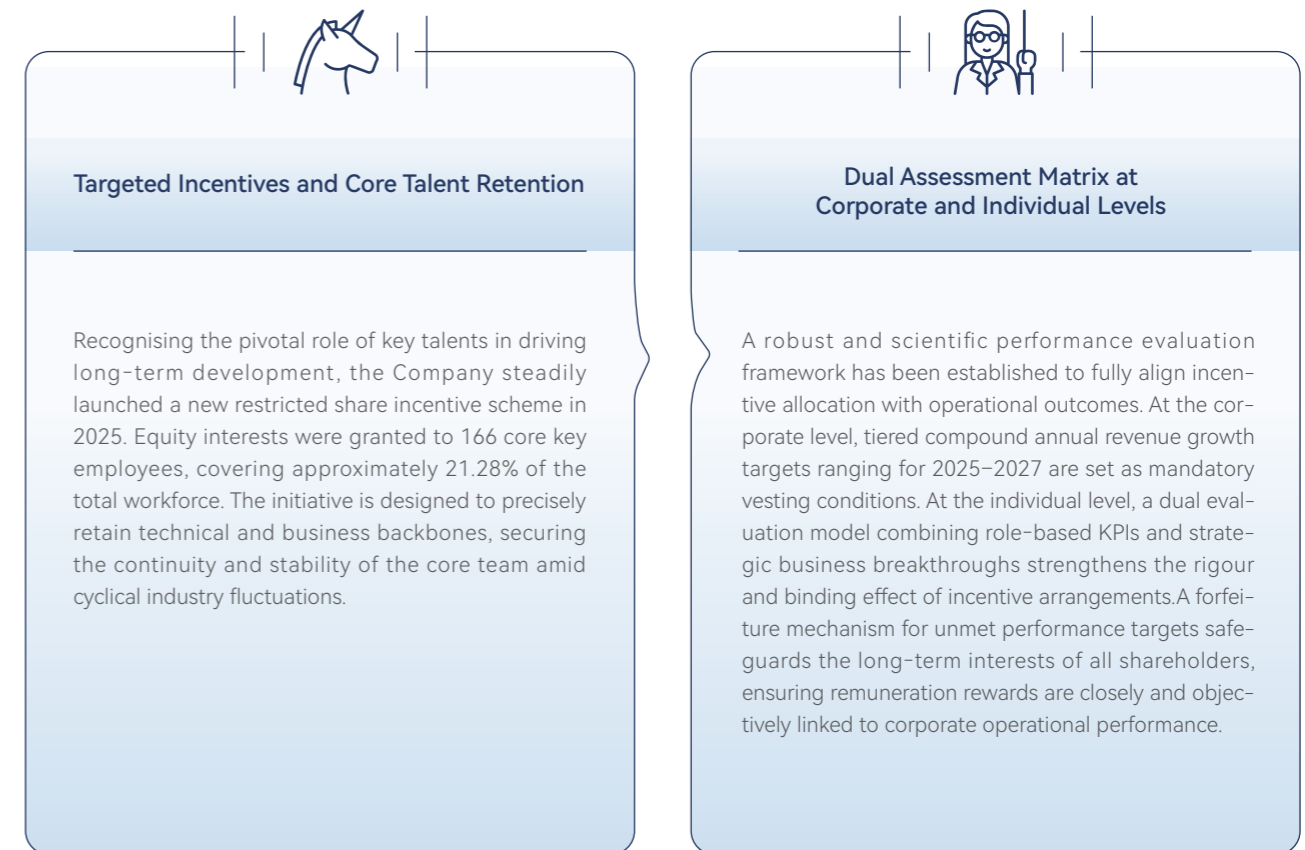 Targeted Incentives and Core Talent Retention
Recognising the pivotal role of key talents in driving
long-term development, the Company steadily
launched a new restricted share incentive scheme in
2025. Equity interests were granted to 166 core key
employees, covering approximately 21.28% of the
total workforce. The initiative is designed to precisely
retain technical and business backbones, securing
the continuity and stability of the core team amid
cyclical industry fluctuations.
Dual Assessment Matrix at
Corporate and Individual Levels
A robust and scientific performance evaluation
framework has been established to fully align incen-
tive allocation with operational outcomes. At the cor-
porate level, tiered compound annual revenue growth
targets ranging for 2025-2027 are set as mandatory
vesting conditions. At the individual level, a dual eval-
uation model combining role-based KPIs and strate-
gic business breakthroughs strengthens the rigour
and binding effect of incentive arrangements.A forfei-
ture mechanism for unmet performance targets safe-
guards the long-term interests of all shareholders,
ensuring remuneration rewards are closely and objec-
tively linked to corporate operational performance.